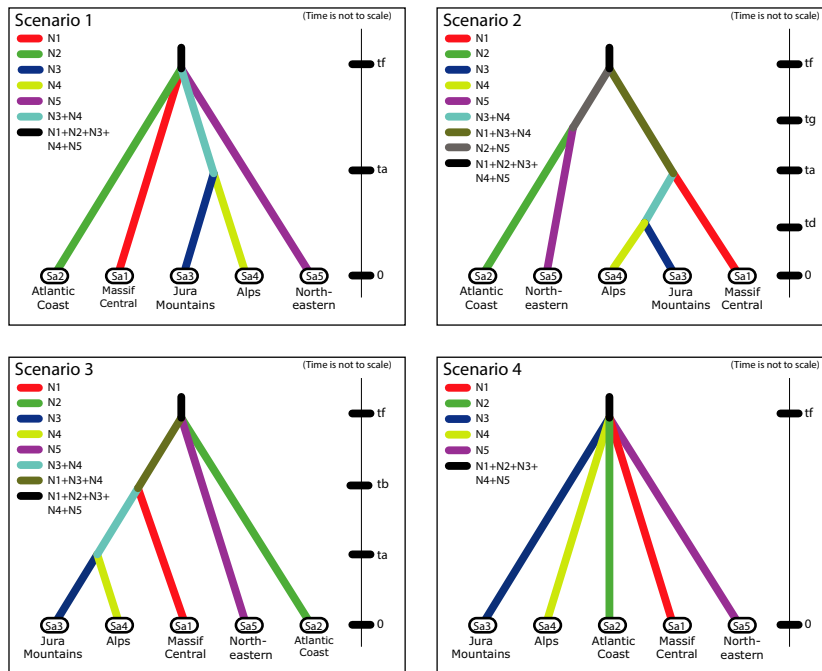 Scenario 1
(Time is not to scale)
N1
N2
N3
N4
N5
N3+N4
N1+N2+N3+
N4+N5
tf
ta
0
Sa2 Sa1 Sa3 Sa4 Sa5
Atlantic Coast
Massif Central
Jura Mountains
Alps
North-eastern
Scenario 2
(Time is not to scale)
N1
N2
N3
N4
N5
N3+N4
N1+N3+N4
N2+N5
N1+N2+N3+
N4+N5
tf
tg
ta
td
0
Sa2 Sa5 Sa4 Sa3 Sa1
Atlantic Coast
North-eastern
Alps
Jura Mountains
Massif Central
Scenario 3
(Time is not to scale)
N1
N2
N3
N4
N5
N3+N4
N1+N3+N4
N1+N2+N3+
N4+N5
tf
tb
ta
0
Sa3 Sa4 Sa1 Sa5 Sa2
Jura Mountains
Alps
Massif Central
North-eastern
Atlantic Coast
Scenario 4
(Time is not to scale)
N1
N2
N3
N4
N5
N1+N2+N3+
N4+N5
tf
0
Sa3 Sa4 Sa2 Sa1 Sa5
Jura Mountains
Alps
Atlantic Coast
Massif Central
North-eastern